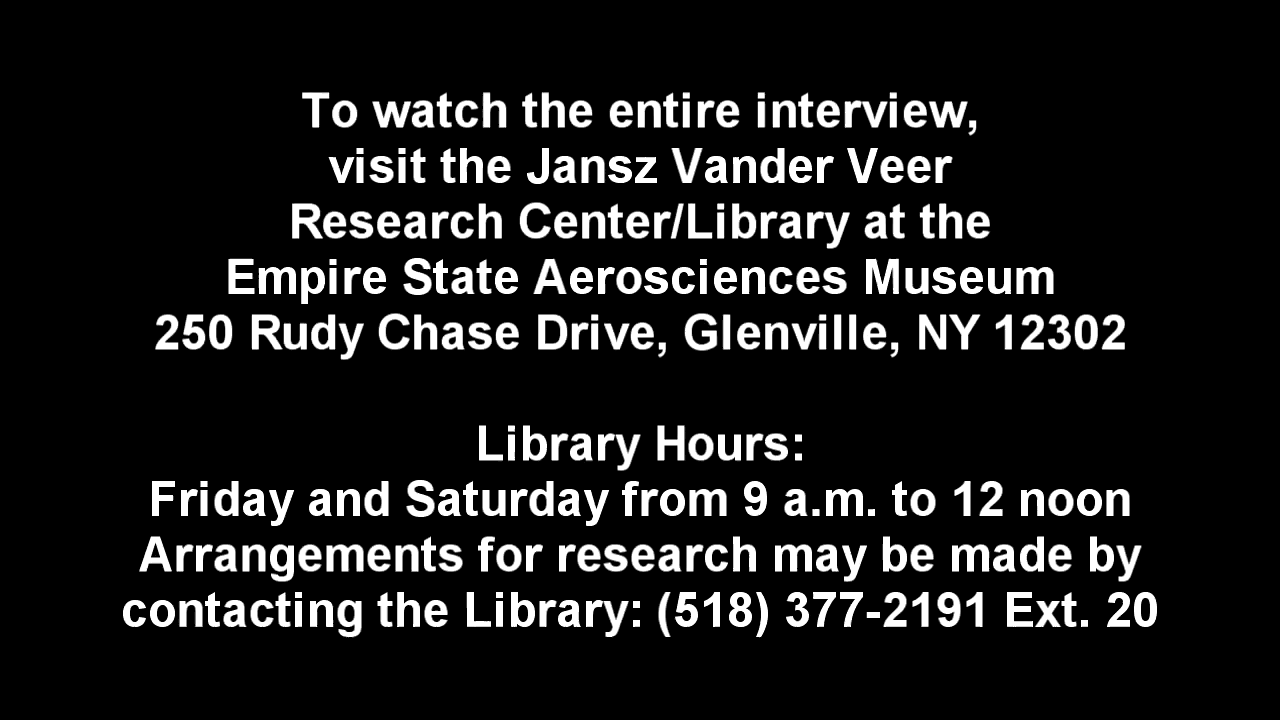 To watch the entire interview,
visit the Jansz Vander Veer
Research Center/Library at the
Empire State Aerosciences Museum
250 Rudy Chase Drive, Glenville, NY 12302
Library Hours:
Friday and Saturday from 9 a.m. to 12 noon
Arrangements for research may be made by
contacting the Library: (518) 377-2191 Ext. 20